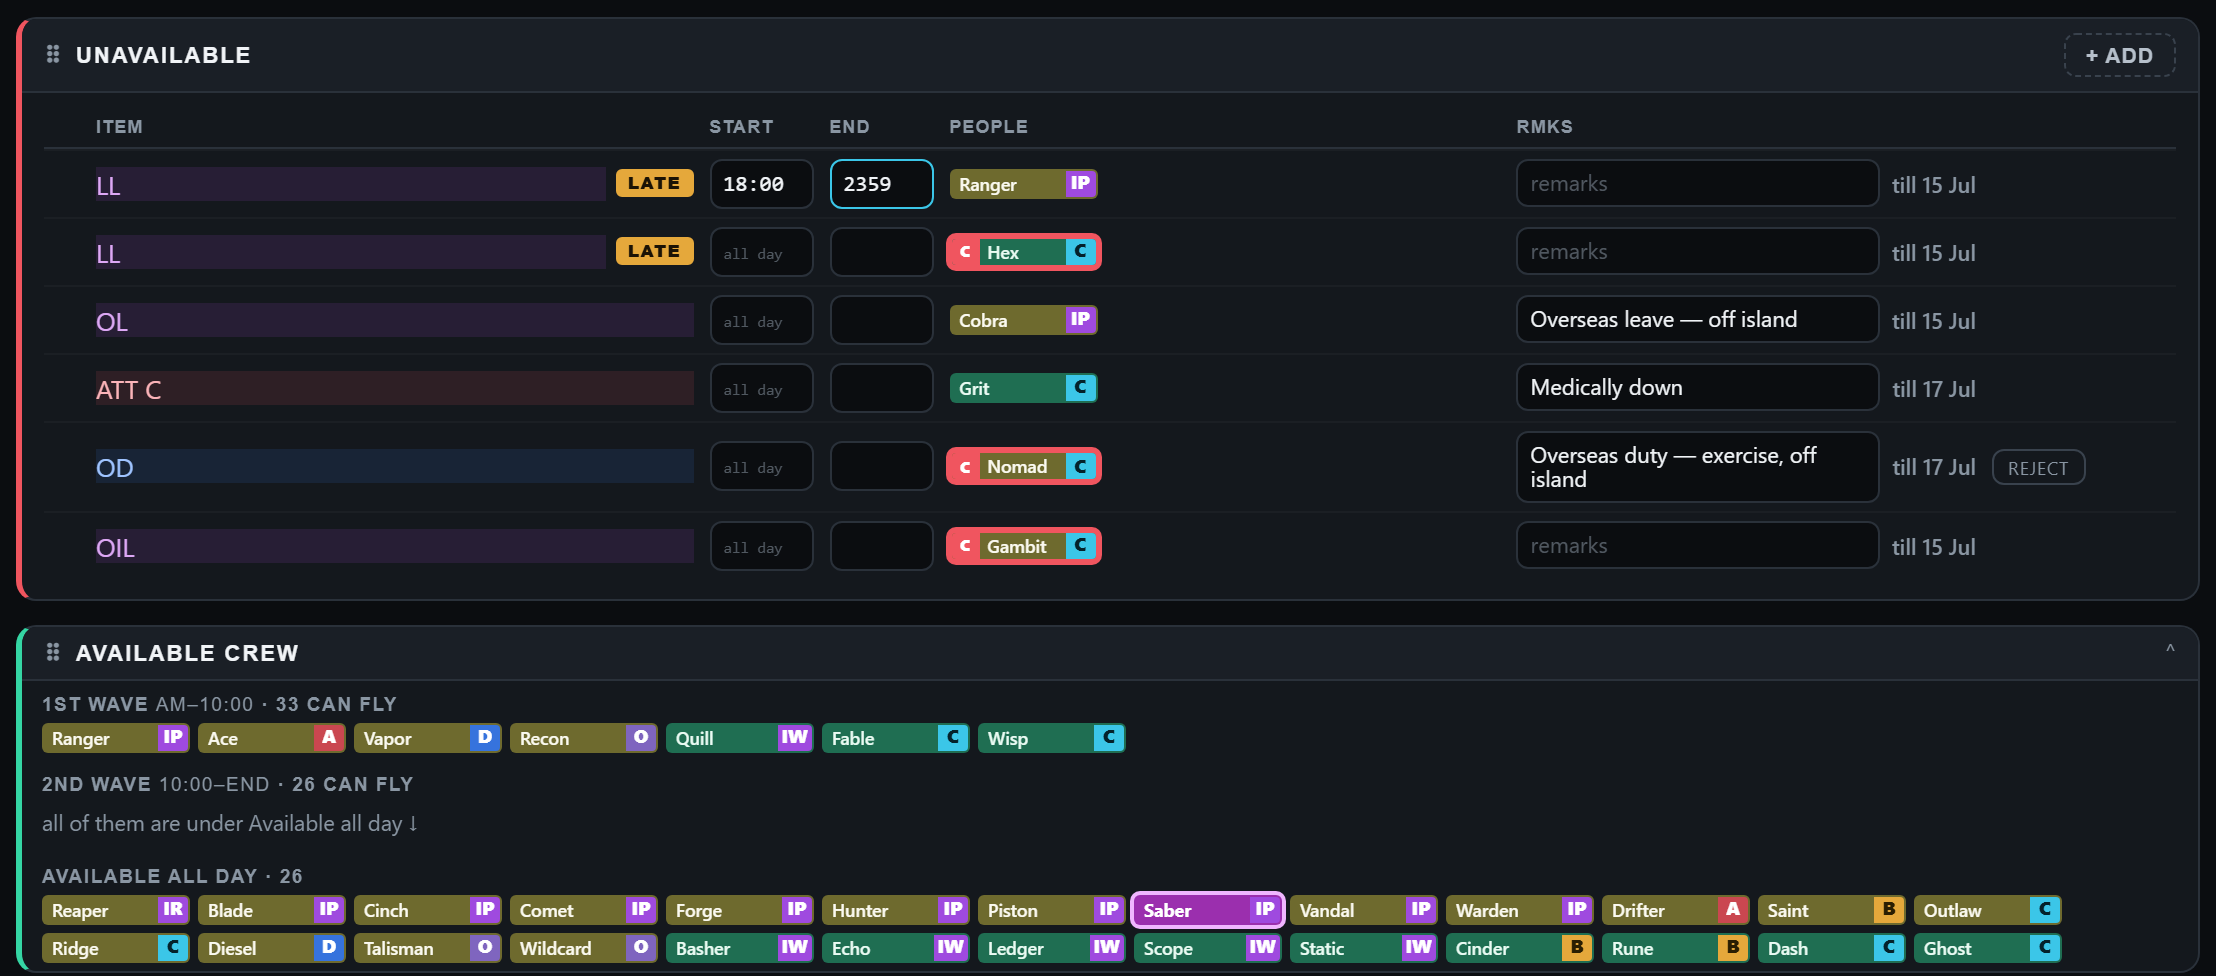 UNAVAILABLE
+ ADD
ITEM START END PEOPLE RMKS
LL LATE 18:00 2359 Ranger IP remarks till 15 Jul
LL LATE all day C Hex C remarks till 15 Jul
OL all day Cobra IP Overseas leave — off island till 15 Jul
ATT C all day Grit C Medically down till 17 Jul
OD all day C Nomad C Overseas duty — exercise, off island till 17 Jul REJECT
OIL all day C Gambit C remarks till 15 Jul
AVAILABLE CREW ^
1ST WAVE AM–10:00 · 33 CAN FLY
Ranger IP Ace A Vapor D Recon O Quill IW Fable C Wisp C
2ND WAVE 10:00–END · 26 CAN FLY
all of them are under Available all day ↓
AVAILABLE ALL DAY · 26
Reaper IR Blade IP Cinch IP Comet IP Forge IP Hunter IP Piston IP Saber IP Vandal IP Warden IP Drifter A Saint B Outlaw C
Ridge C Diesel D Talisman O Wildcard O Basher IW Echo IW Ledger IW Scope IW Static IW Cinder B Rune B Dash C Ghost C